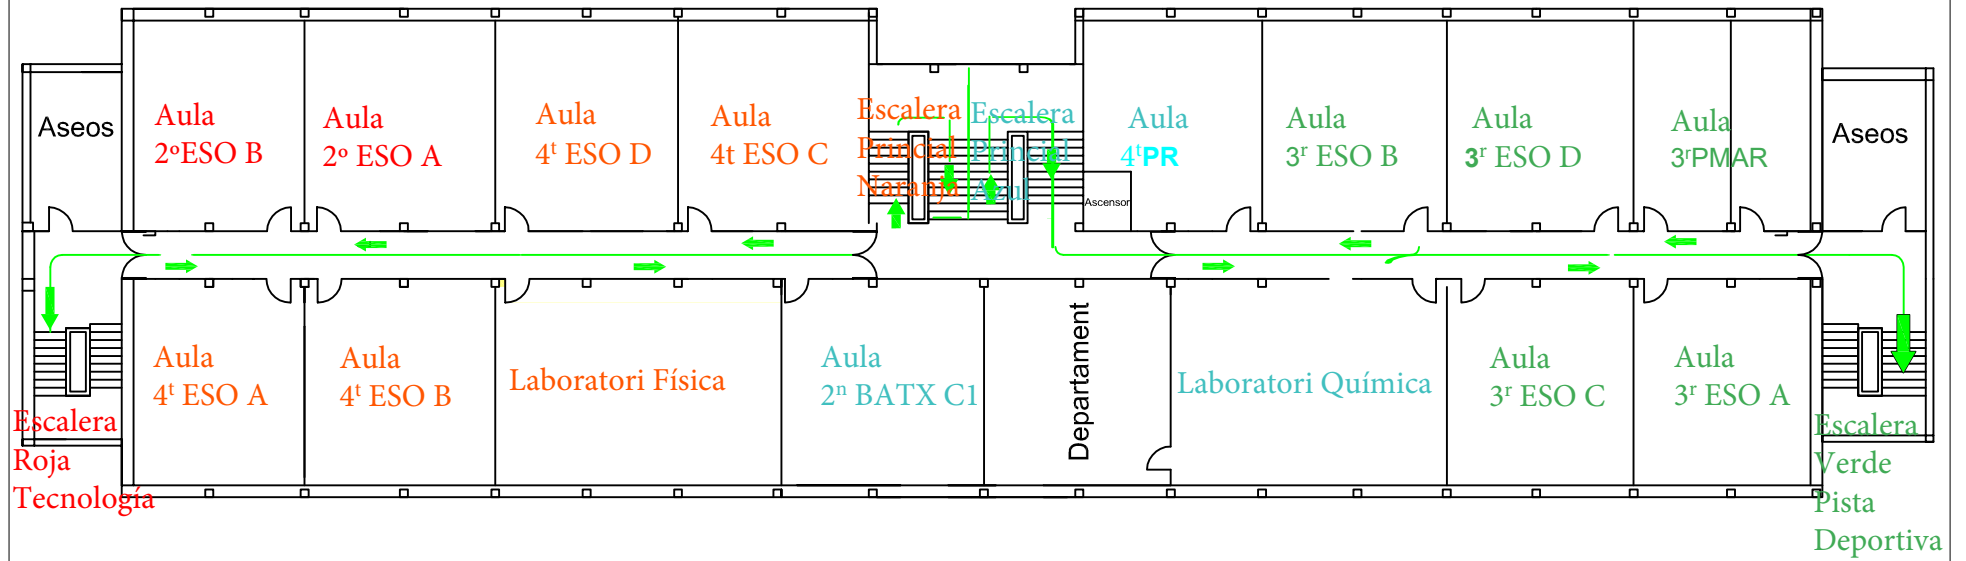 Aseos
Aula
2ºESO B
Aula
2º ESO A
Aula
4ᵗ ESO D
Aula
4t ESO C
Escalera
Princial
Naranja
Escalera
Princial
Azul
Ascensor
Aula
4ᵗPR
Aula
3ʳ ESO B
Aula
3ʳ ESO D
Aula
3ʳPMAR
Aseos
Aula
4ᵗ ESO A
Aula
4ᵗ ESO B
Laboratori Física
Aula
2ⁿ BATX C1
Departament
Laboratori Química
Aula
3ʳ ESO C
Aula
3ʳ ESO A
Escalera
Roja
Tecnología
Escalera
Verde
Pista
Deportiva